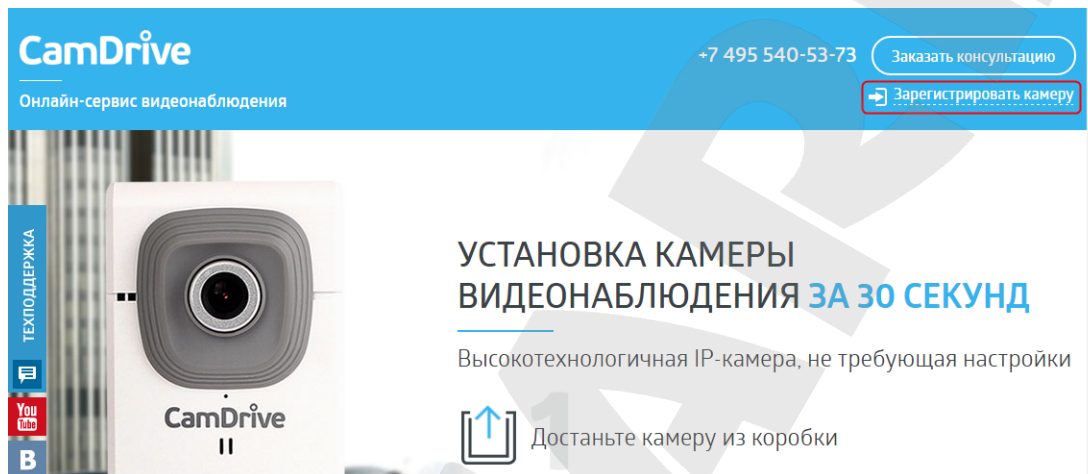 CamDrive
+7 495 540-53-73
Заказать консультацию
Онлайн-сервис видеонаблюдения
Зарегистрировать камеру
ТЕХПОДДЕРЖКА
УСТАНОВКА КАМЕРЫ
ВИДЕОНАБЛЮДЕНИЯ ЗА 30 СЕКУНД
Высокотехнологичная IP-камера, не требующая настройки
You
Tube
CamDrive
1
Достаньте камеру из коробки
B